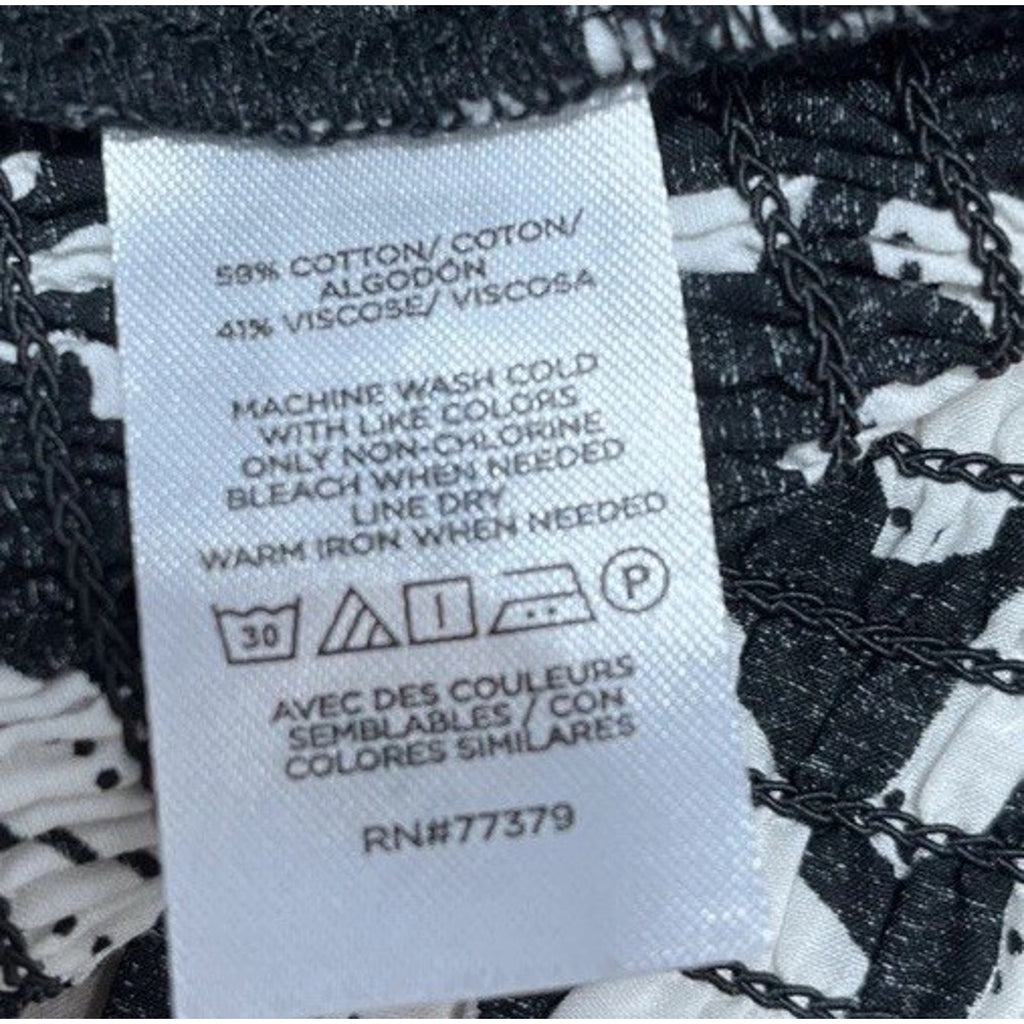 59% COTTON/ COTON/
ALGODÓN
41% VISCOSE/ VISCOSA
MACHINE WASH COLD
WITH LIKE COLORS
ONLY NON-CHLORINE
BLEACH WHEN NEEDED
LINE DRY
WARM IRON WHEN NEEDED
30 P
AVEC DES COULEURS
SEMBLABLES / CON
COLORES SIMILARES
RN#77379